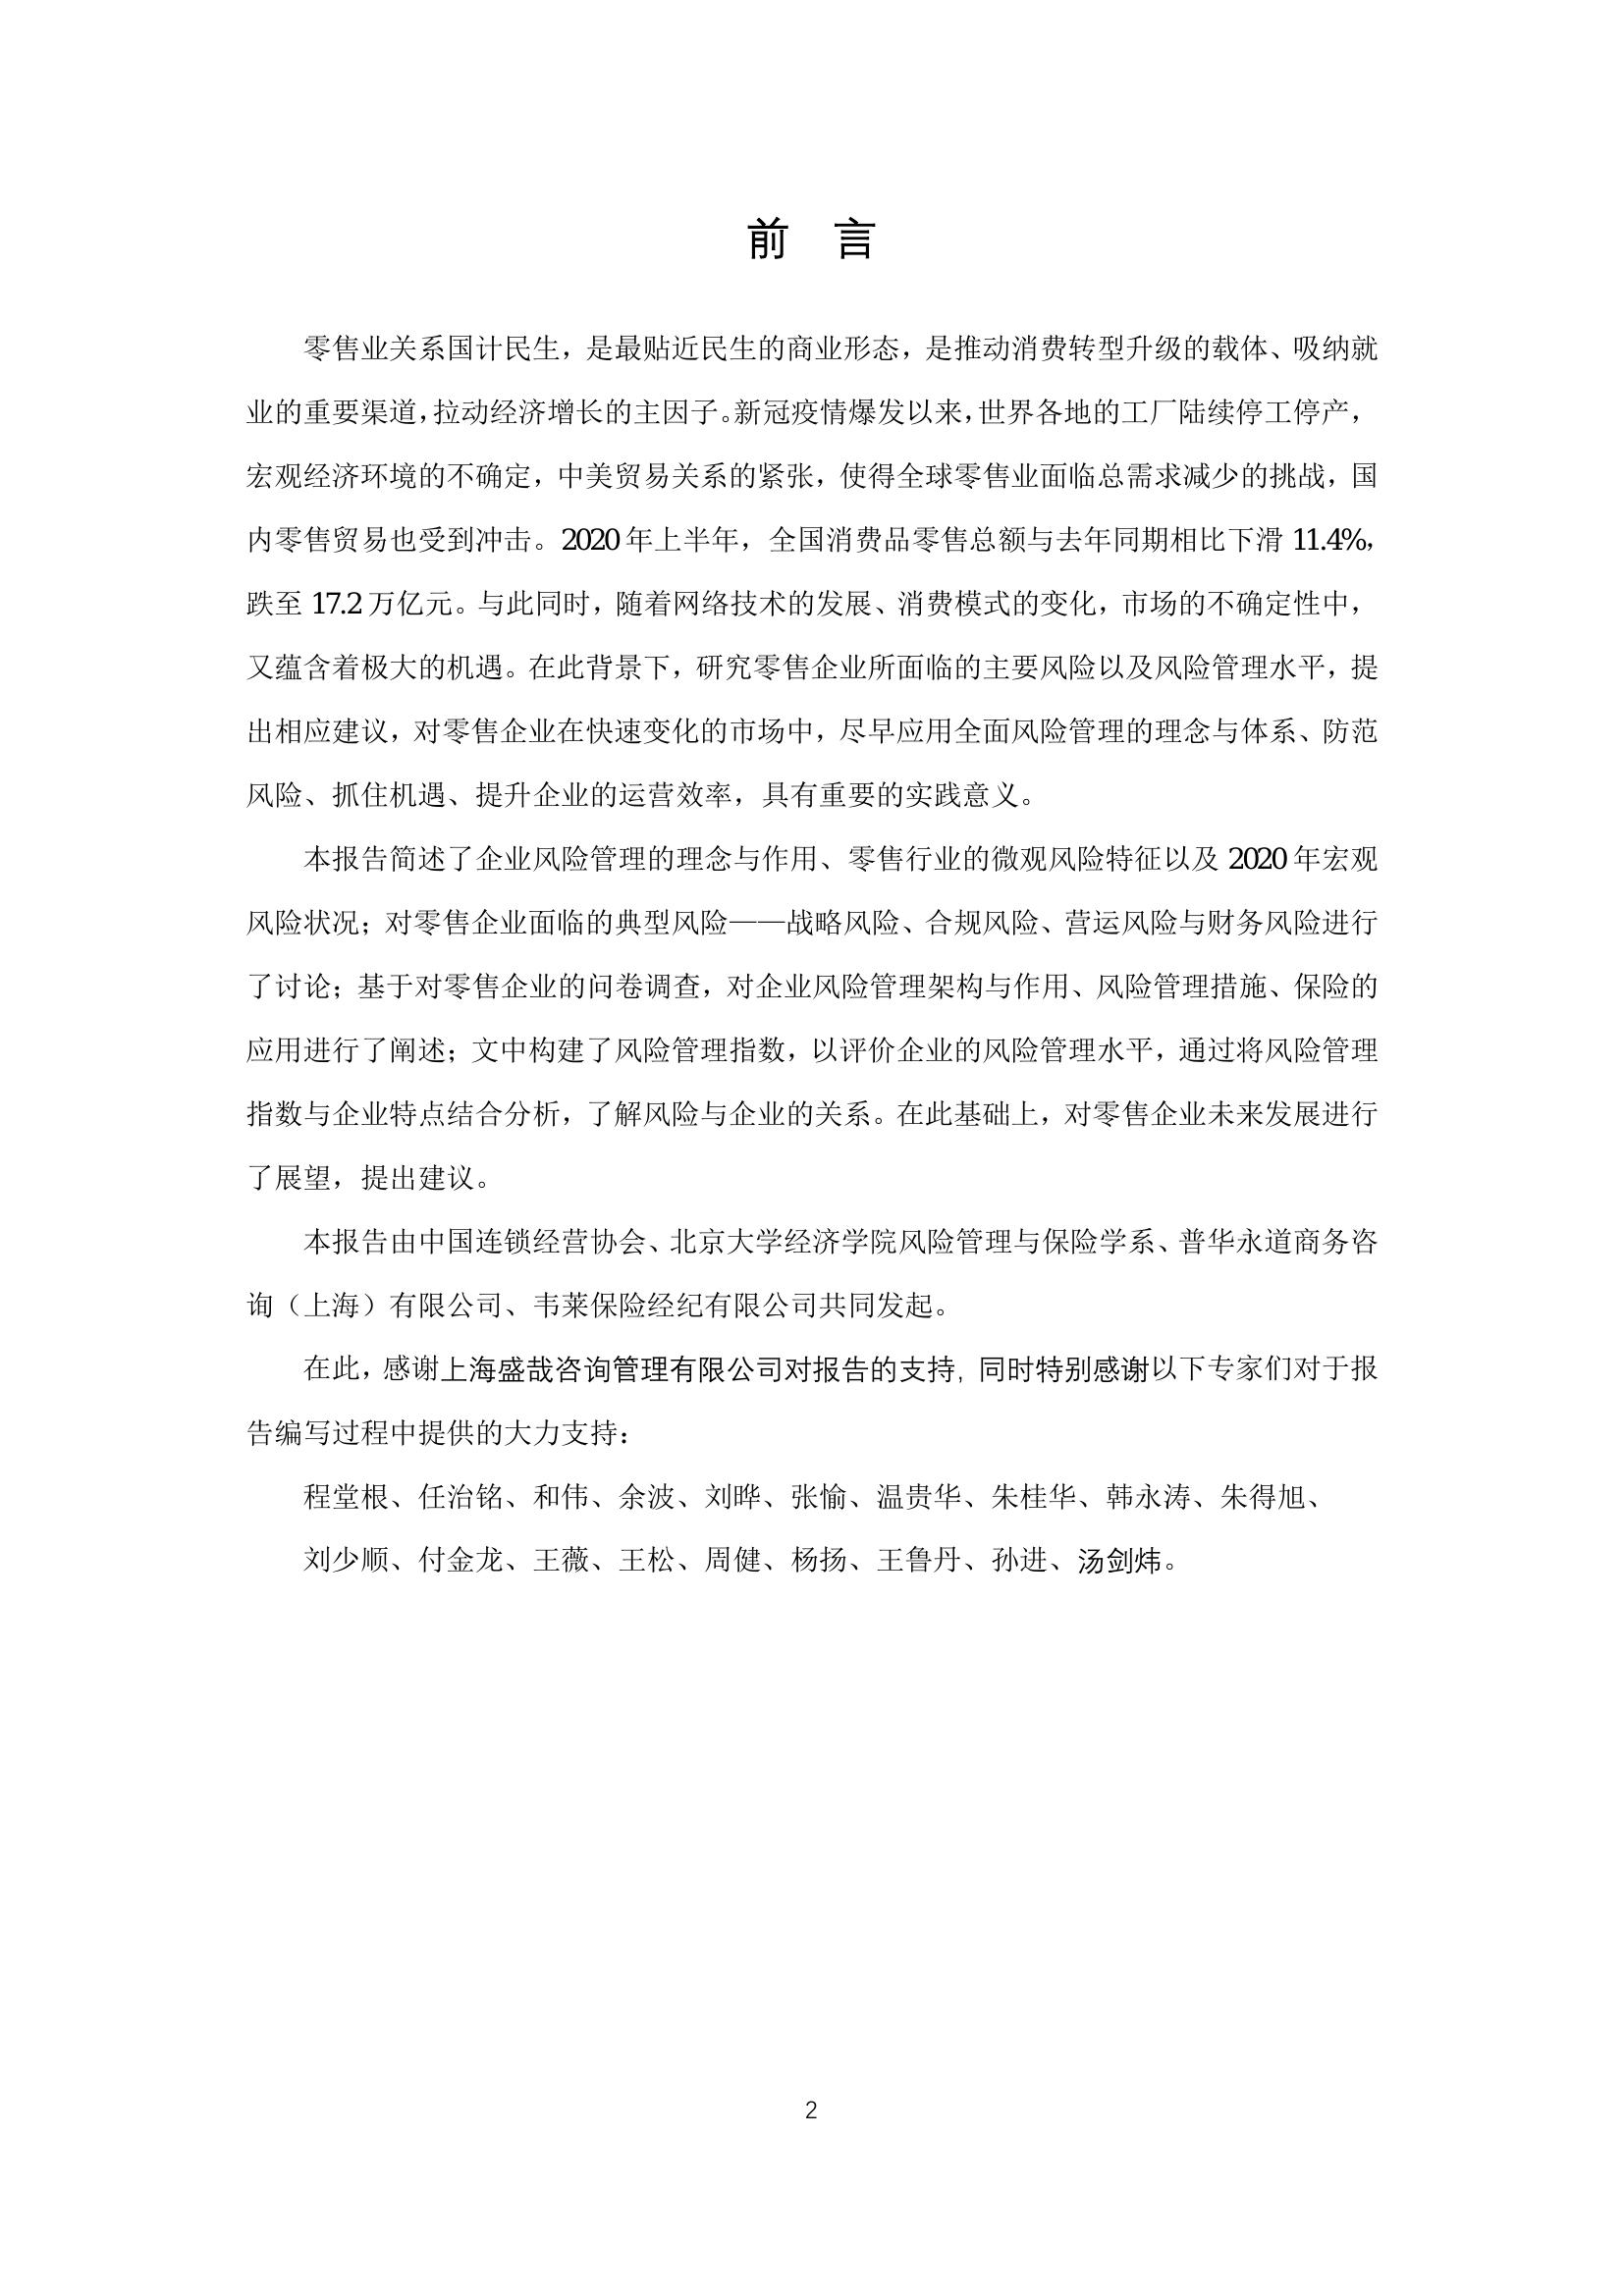 前 言
零售业关系国计民生，是最贴近民生的商业形态，是推动消费转型升级的载体、吸纳就
业的重要渠道，拉动经济增长的主因子。新冠疫情爆发以来，世界各地的工厂陆续停工停产，
宏观经济环境的不确定，中美贸易关系的紧张，使得全球零售业面临总需求减少的挑战，国
内零售贸易也受到冲击。2020 年上半年，全国消费品零售总额与去年同期相比下滑 11.4%，
跌至 17.2 万亿元。与此同时，随着网络技术的发展、消费模式的变化，市场的不确定性中，
又蕴含着极大的机遇。在此背景下，研究零售企业所面临的主要风险以及风险管理水平，提
出相应建议，对零售企业在快速变化的市场中，尽早应用全面风险管理的理念与体系、防范
风险、抓住机遇、提升企业的运营效率，具有重要的实践意义。
本报告简述了企业风险管理的理念与作用、零售行业的微观风险特征以及 2020 年宏观
风险状况；对零售企业面临的典型风险——战略风险、合规风险、营运风险与财务风险进行
了讨论；基于对零售企业的问卷调查，对企业风险管理架构与作用、风险管理措施、保险的
应用进行了阐述；文中构建了风险管理指数，以评价企业的风险管理水平，通过将风险管理
指数与企业特点结合分析，了解风险与企业的关系。在此基础上，对零售企业未来发展进行
了展望，提出建议。
本报告由中国连锁经营协会、北京大学经济学院风险管理与保险学系、普华永道商务咨
询（上海）有限公司、韦莱保险经纪有限公司共同发起。
在此，感谢上海盛哉咨询管理有限公司对报告的支持，同时特别感谢以下专家们对于报
告编写过程中提供的大力支持：
程堂根、任治铭、和伟、余波、刘晔、张愉、温贵华、朱桂华、韩永涛、朱得旭、
刘少顺、付金龙、王薇、王松、周健、杨扬、王鲁丹、孙进、汤剑炜。
2